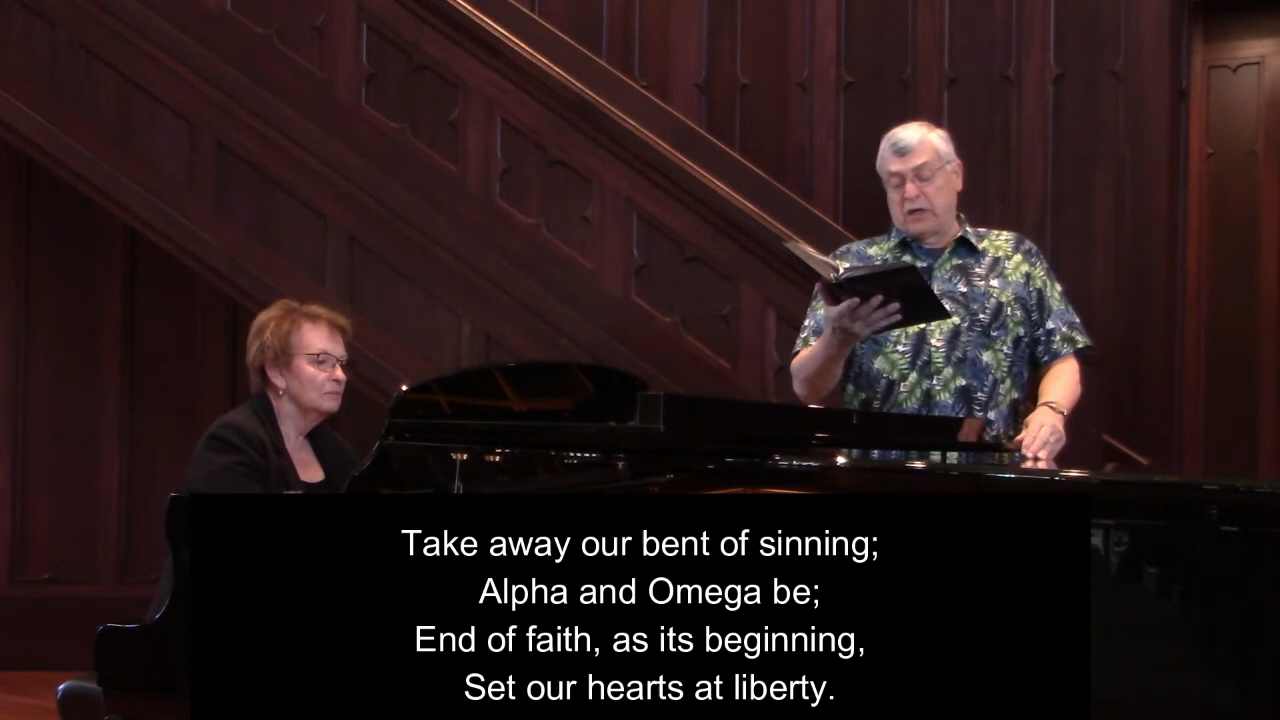 Take away our bent of sinning;
Alpha and Omega be;
End of faith, as its beginning,
Set our hearts at liberty.